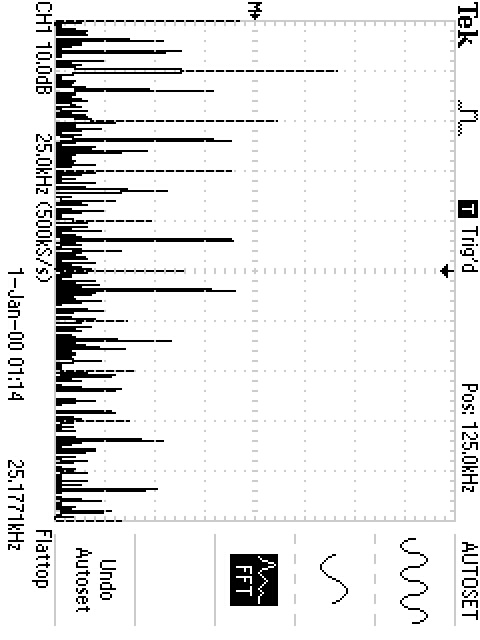 Tek
T Trig'd
Pos: 125.0kHz
AUTOSET
M
FFT
Undo
Autoset
CH1 10.0dB
25.0kHz (500kS/s)
Flattop
1-Jan-00 01:14
25.1771kHz